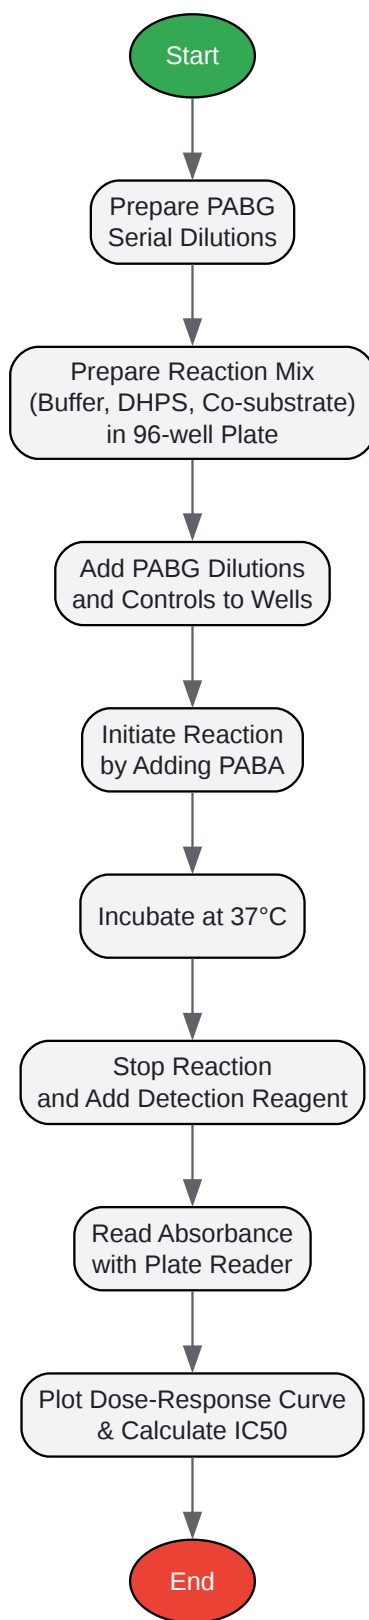 Start
Prepare PABG
Serial Dilutions
Prepare Reaction Mix
(Buffer, DHPS, Co-substrate)
in 96-well Plate
Add PABG Dilutions
and Controls to Wells
Initiate Reaction
by Adding PABA
Incubate at 37°C
Stop Reaction
and Add Detection Reagent
Read Absorbance
with Plate Reader
Plot Dose-Response Curve
& Calculate IC50
End